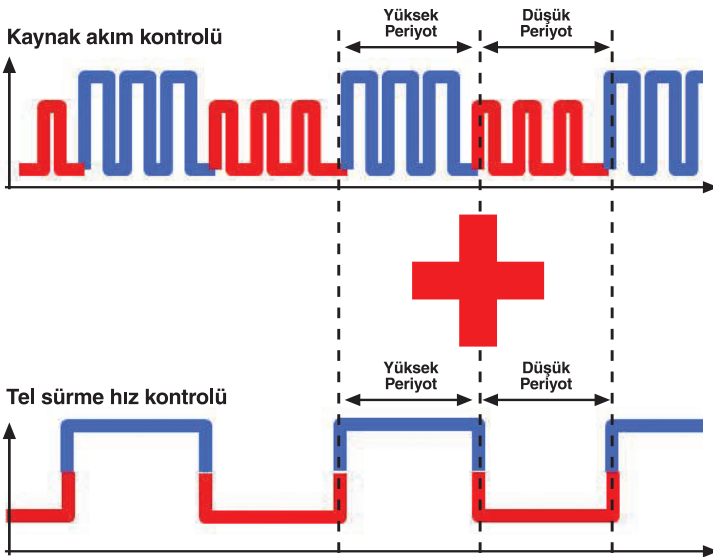 Kaynak akım kontrolü
Yüksek
Periyot
Düşük
Periyot
Tel sürme hız kontrolü
Yüksek
Periyot
Düşük
Periyot